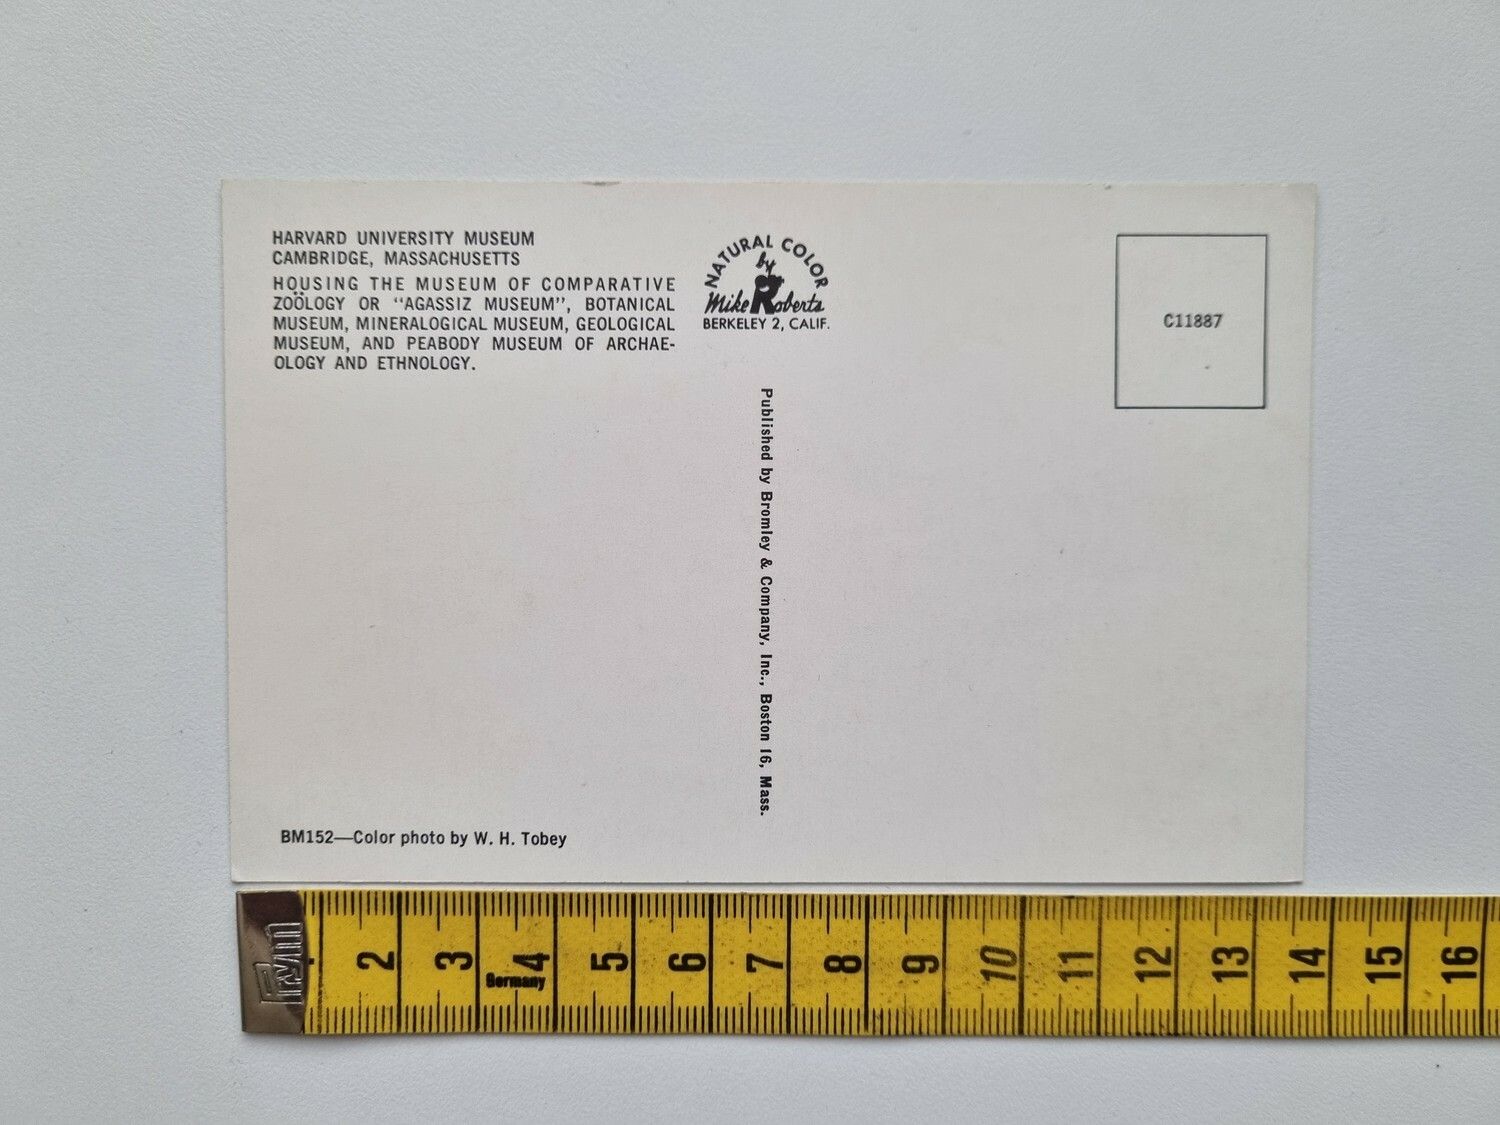 HARVARD UNIVERSITY MUSEUM
CAMBRIDGE, MASSACHUSETTS
HOUSING THE MUSEUM OF COMPARATIVE
ZOÖLOGY OR "AGASSIZ MUSEUM", BOTANICAL
MUSEUM, MINERALOGICAL MUSEUM, GEOLOGICAL
MUSEUM, AND PEABODY MUSEUM OF ARCHAE-
OLOGY AND ETHNOLOGY.
NATURAL COLOR
by
Mike Roberts
BERKELEY 2, CALIF.
C11887
Published by Bromley & Company, Inc., Boston 16, Mass.
BM152—Color photo by W. H. Tobey
Prym
2 3 4 5 6 7 8 9 10 11 12 13 14 15 16
Germany